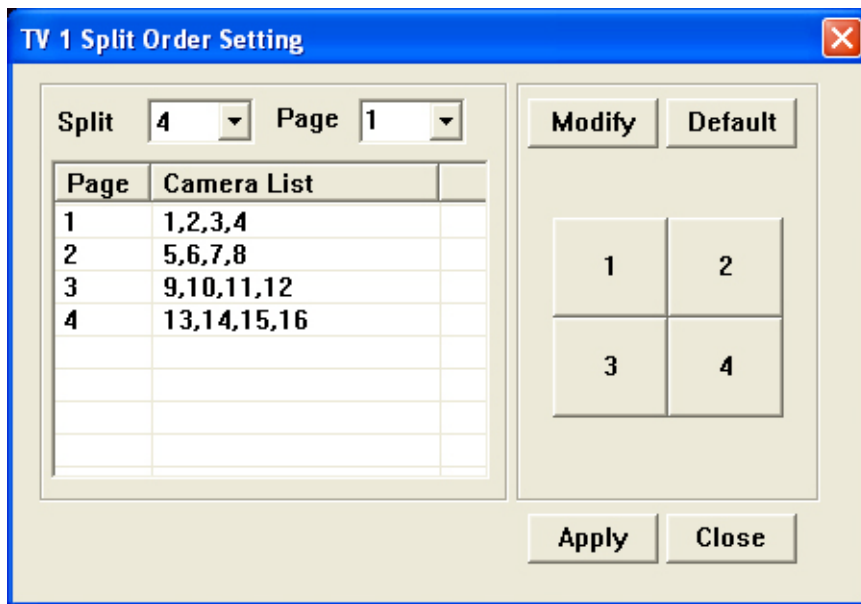 TV 1 Split Order Setting
Split 4 Page 1
Page Camera List
1 1,2,3,4
2 5,6,7,8
3 9,10,11,12
4 13,14,15,16
Modify Default
1 2
3 4
Apply Close